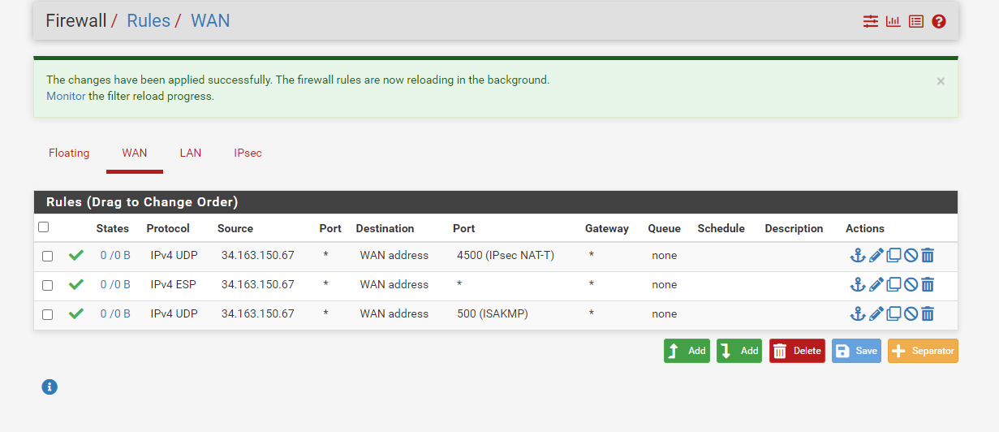 Firewall / Rules / WAN
The changes have been applied successfully. The firewall rules are now reloading in the background.
Monitor the filter reload progress.
×
Floating WAN LAN IPsec
Rules (Drag to Change Order)
States Protocol Source Port Destination Port Gateway Queue Schedule Description Actions
0 /0 B IPv4 UDP 34.163.150.67 * WAN address 4500 (IPsec NAT-T) * none
0 /0 B IPv4 ESP 34.163.150.67 * WAN address * * none
0 /0 B IPv4 UDP 34.163.150.67 * WAN address 500 (ISAKMP) * none
Add Add Delete Save Separator